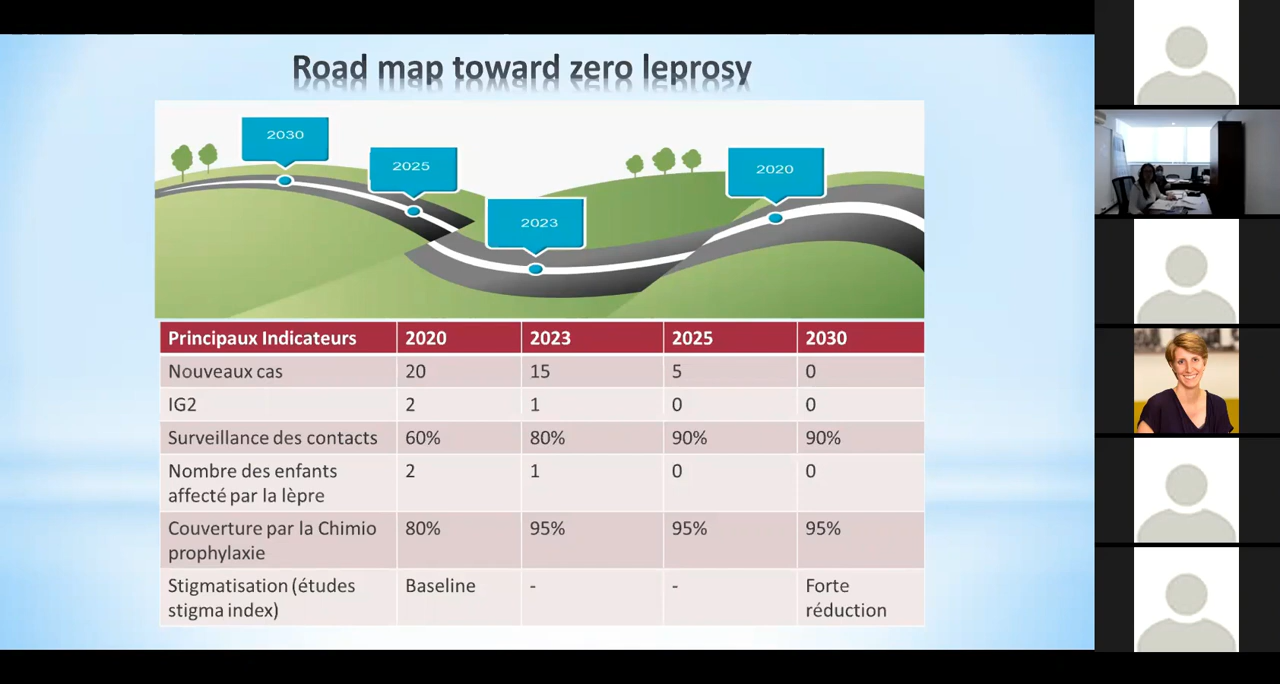 Road map toward zero leprosy
2030
2025
2023
2020
Principaux Indicateurs 2020 2023 2025 2030
Nouveaux cas 20 15 5 0
IG2 2 1 0 0
Surveillance des contacts 60% 80% 90% 90%
Nombre des enfants 2 1 0 0
affecté par la lèpre
Couverture par la Chimio 80% 95% 95% 95%
prophylaxie
Stigmatisation (études Baseline - - Forte
stigma index) réduction